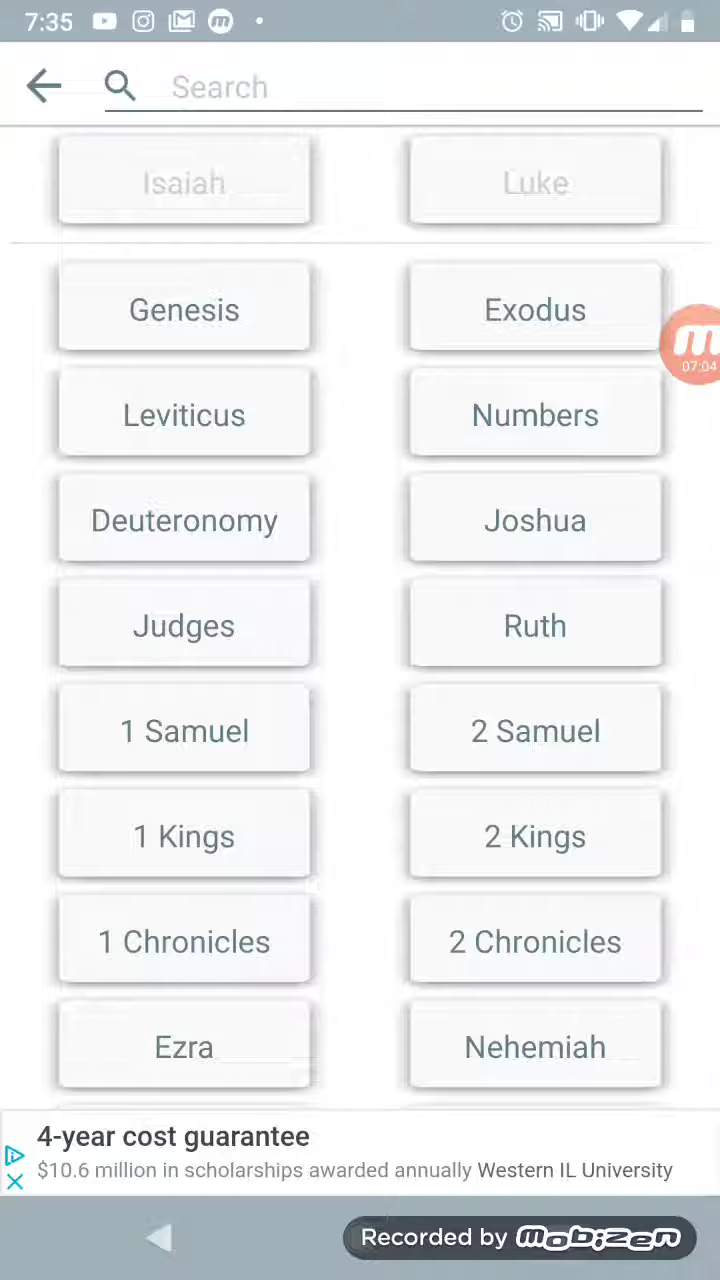 7:35
Search
Isaiah Luke
Genesis Exodus
m
07:04
Leviticus Numbers
Deuteronomy Joshua
Judges Ruth
1 Samuel 2 Samuel
1 Kings 2 Kings
1 Chronicles 2 Chronicles
Ezra Nehemiah
4-year cost guarantee
$10.6 million in scholarships awarded annually Western IL University
Recorded by mobizen